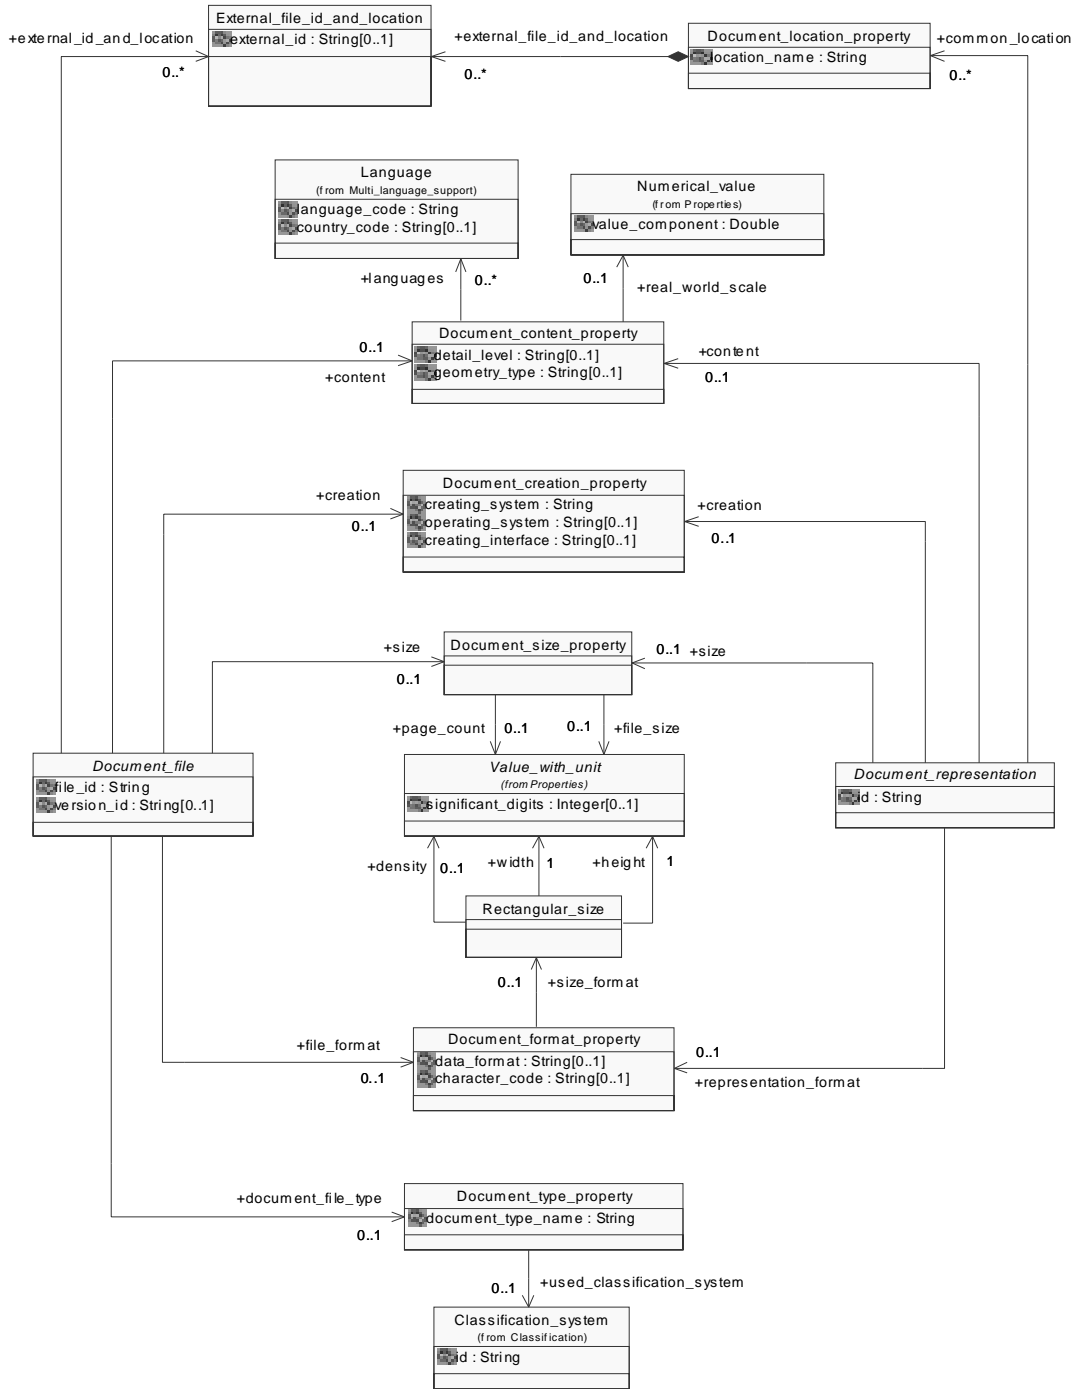 External_file_id_and_location
external_id : String[0..1]
+external_id_and_location
0..*
+external_file_id_and_location
0..*
Document_location_property
location_name : String
+common_location
0..*
Language
(from Multi_language_support)
language_code : String
country_code : String[0..1]
Numerical_value
(from Properties)
value_component : Double
+languages
0..*
0..1
+real_world_scale
Document_content_property
detail_level : String[0..1]
geometry_type : String[0..1]
0..1
+content
+content
0..1
Document_creation_property
creating_system : String
operating_system : String[0..1]
creating_interface : String[0..1]
+creation
0..1
+creation
0..1
Document_size_property
+size
0..1
0..1
+size
+page_count
0..1
0..1
+file_size
Document_file
file_id : String
version_id : String[0..1]
Value_with_unit
(from Properties)
significant_digits : Integer[0..1]
Document_representation
id : String
+density
0..1
+width
1
+height
1
Rectangular_size
0..1
+size_format
Document_format_property
data_format : String[0..1]
character_code : String[0..1]
+file_format
0..1
0..1
+representation_format
+document_file_type
0..1
Document_type_property
document_type_name : String
0..1
+used_classification_system
Classification_system
(from Classification)
id : String